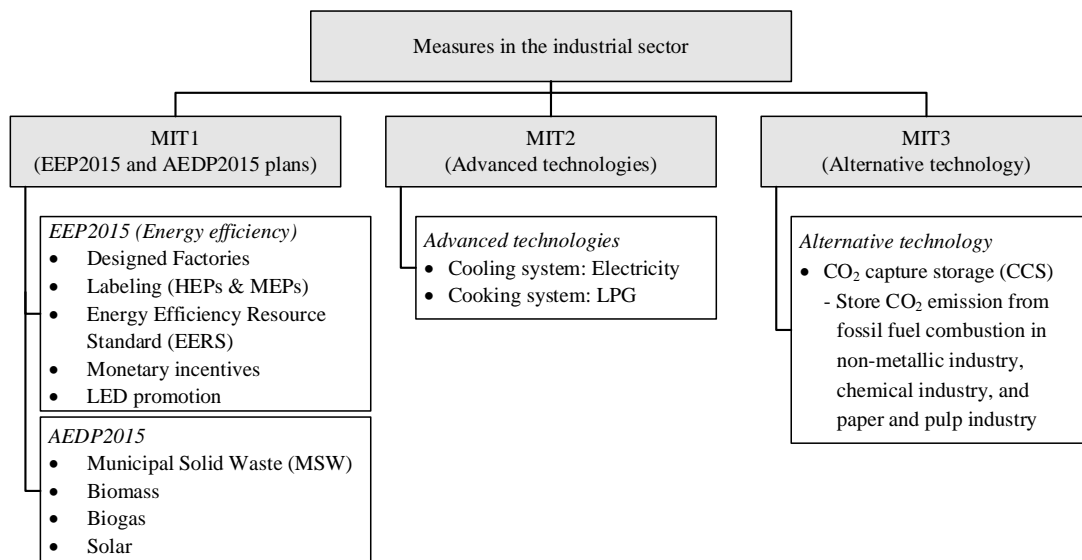 Measures in the industrial sector
MIT1
(EEP2015 and AEDP2015 plans)
MIT2
(Advanced technologies)
MIT3
(Alternative technology)
EEP2015 (Energy efficiency)
• Designed Factories
• Labeling (HEPs & MEPs)
• Energy Efficiency Resource
Standard (EERS)
• Monetary incentives
• LED promotion
AEDP2015
• Municipal Solid Waste (MSW)
• Biomass
• Biogas
• Solar
Advanced technologies
• Cooling system: Electricity
• Cooking system: LPG
Alternative technology
• CO₂ capture storage (CCS)
- Store CO₂ emission from
fossil fuel combustion in
non-metallic industry,
chemical industry, and
paper and pulp industry